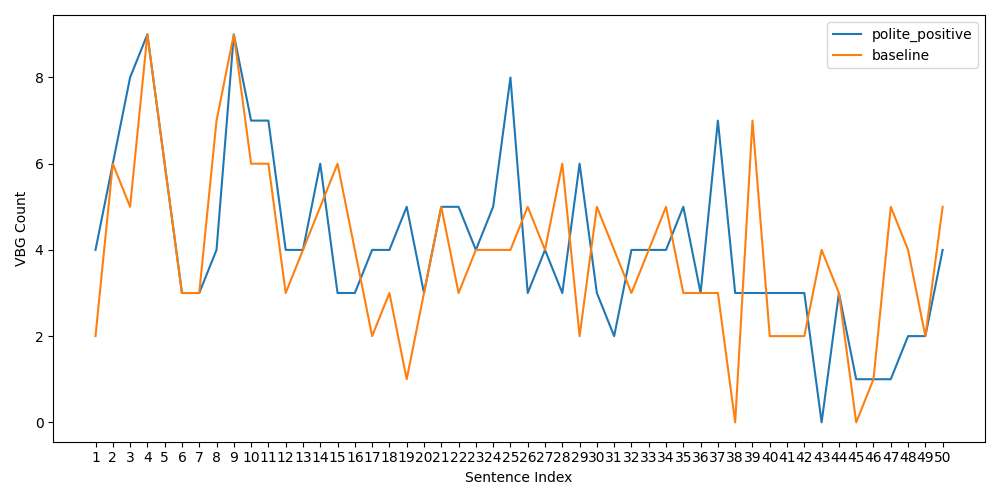 polite_positive
baseline
VBG Count
8
6
4
2
0
1 2 3 4 5 6 7 8 9 10 11 12 13 14 15 16 17 18 19 20 21 22 23 24 25 26 27 28 29 30 31 32 33 34 35 36 37 38 39 40 41 42 43 44 45 46 47 48 49 50
Sentence Index